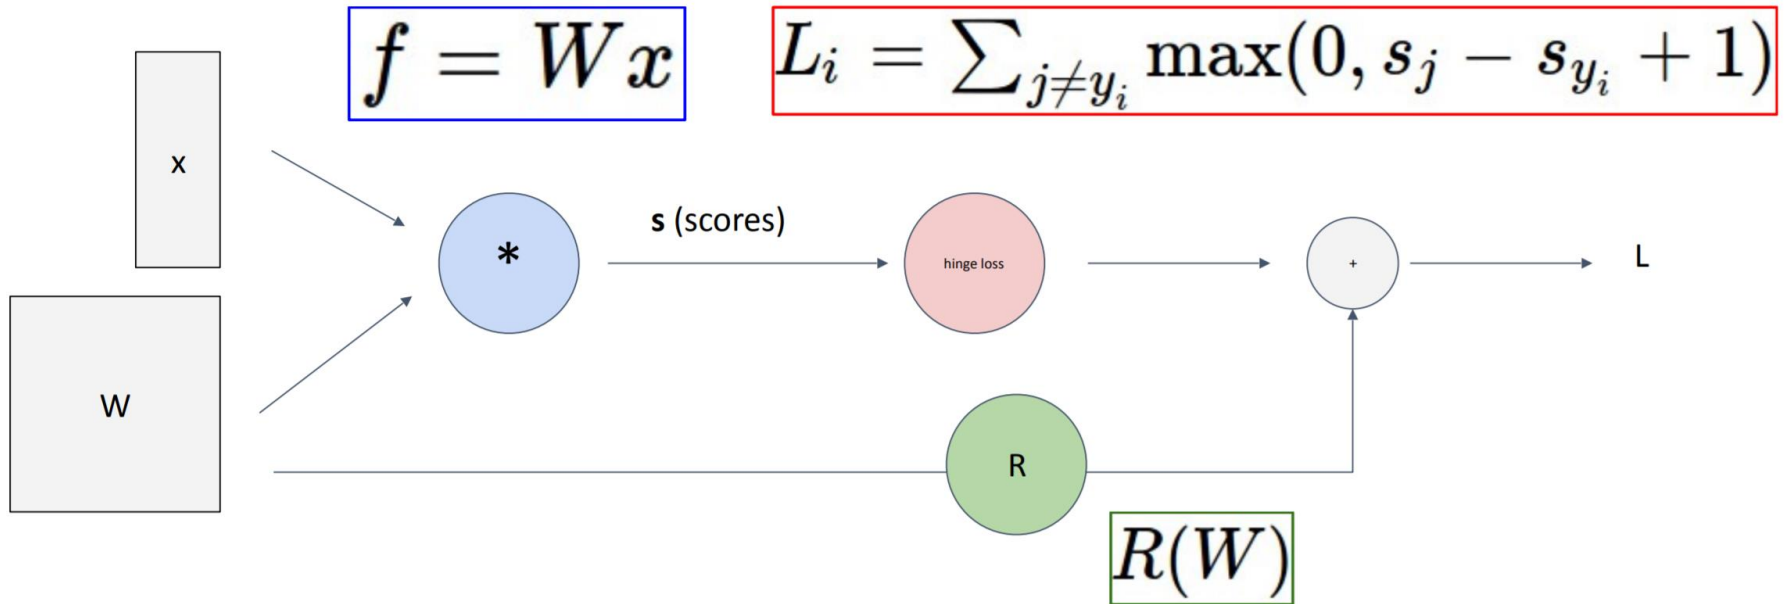 f = Wx
L_i = ∑_{j≠y_i} max(0, s_j − s_{y_i} + 1)
x
*
s (scores)
hinge loss
+
L
W
R
R(W)